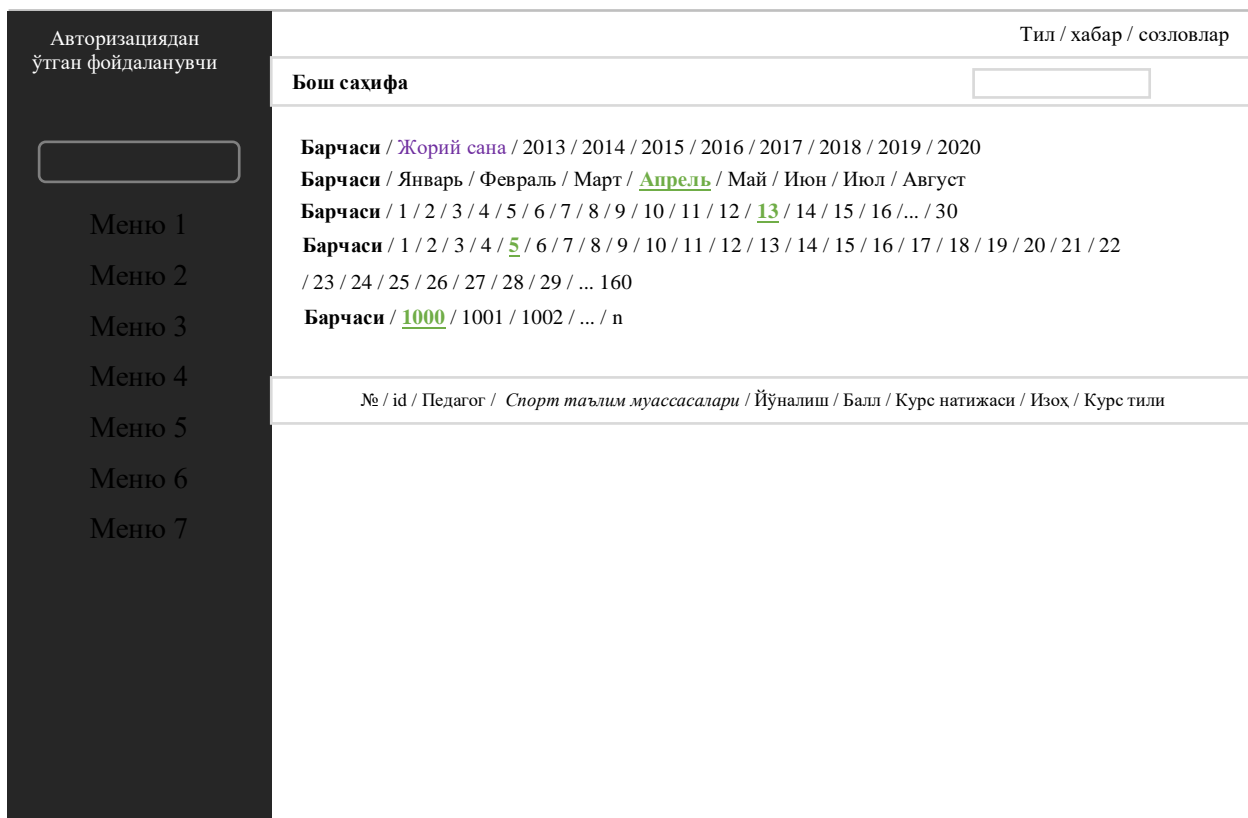 Авторизациядан
ўтган фойдаланувчи
Меню 1
Меню 2
Меню 3
Меню 4
Меню 5
Меню 6
Меню 7
Тил / хабар / созловлар
Бош саҳифа
Барчаси / Жорий сана / 2013 / 2014 / 2015 / 2016 / 2017 / 2018 / 2019 / 2020
Барчаси / Январь / Февраль / Март / Апрель / Май / Июн / Июл / Август
Барчаси / 1 / 2 / 3 / 4 / 5 / 6 / 7 / 8 / 9 / 10 / 11 / 12 / 13 / 14 / 15 / 16 /... / 30
Барчаси / 1 / 2 / 3 / 4 / 5 / 6 / 7 / 8 / 9 / 10 / 11 / 12 / 13 / 14 / 15 / 16 / 17 / 18 / 19 / 20 / 21 / 22
/ 23 / 24 / 25 / 26 / 27 / 28 / 29 / ... 160
Барчаси / 1000 / 1001 / 1002 / ... / n
№ / id / Педагог / Спорт таълим муассасалари / Йўналиш / Балл / Курс натижаси / Изоҳ / Курс тили